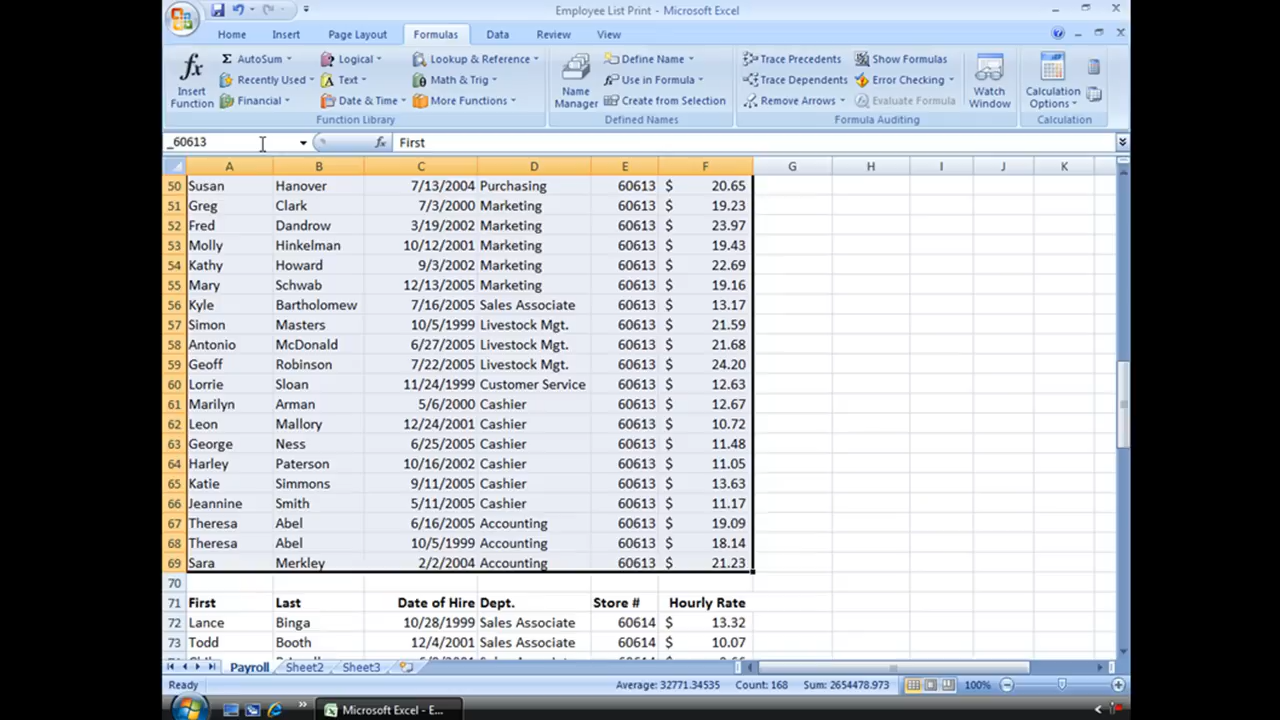 Employee List Print - Microsoft Excel
Home Insert Page Layout Formulas Data Review View
AutoSum Logical Lookup & Reference Define Name Trace Precedents Show Formulas
Recently Used Text Math & Trig Use in Formula Trace Dependents Error Checking
Financial Date & Time More Functions Create from Selection Remove Arrows Evaluate Formula
fx
Insert Function Name Manager Watch Window Calculation Options
Function Library Defined Names Formula Auditing Calculation
_60613 fx First
A B C D E F G H I J K
50 Susan Hanover 7/13/2004 Purchasing 60613 $ 20.65
51 Greg Clark 7/3/2000 Marketing 60613 $ 19.23
52 Fred Dandrow 3/19/2002 Marketing 60613 $ 23.97
53 Molly Hinkelman 10/12/2001 Marketing 60613 $ 19.43
54 Kathy Howard 9/3/2002 Marketing 60613 $ 22.69
55 Mary Schwab 12/13/2005 Marketing 60613 $ 19.16
56 Kyle Bartholomew 7/16/2005 Sales Associate 60613 $ 13.17
57 Simon Masters 10/5/1999 Livestock Mgt. 60613 $ 21.59
58 Antonio McDonald 6/27/2005 Livestock Mgt. 60613 $ 21.68
59 Geoff Robinson 7/22/2005 Livestock Mgt. 60613 $ 24.20
60 Lorrie Sloan 11/24/1999 Customer Service 60613 $ 12.63
61 Marilyn Arman 5/6/2000 Cashier 60613 $ 12.67
62 Leon Mallory 12/24/2001 Cashier 60613 $ 10.72
63 George Ness 6/25/2005 Cashier 60613 $ 11.48
64 Harley Paterson 10/16/2002 Cashier 60613 $ 11.05
65 Katie Simmons 9/11/2005 Cashier 60613 $ 13.63
66 Jeannine Smith 5/11/2005 Cashier 60613 $ 11.17
67 Theresa Abel 6/16/2005 Accounting 60613 $ 19.09
68 Theresa Abel 10/5/1999 Accounting 60613 $ 18.14
69 Sara Merkley 2/2/2004 Accounting 60613 $ 21.23
70
71 First Last Date of Hire Dept. Store # Hourly Rate
72 Lance Binga 10/28/1999 Sales Associate 60614 $ 13.32
73 Todd Booth 12/4/2001 Sales Associate 60614 $ 10.07
Payroll Sheet2 Sheet3
Ready Average: 32771.34535 Count: 168 Sum: 2654478.973 100%
Microsoft Excel - E...